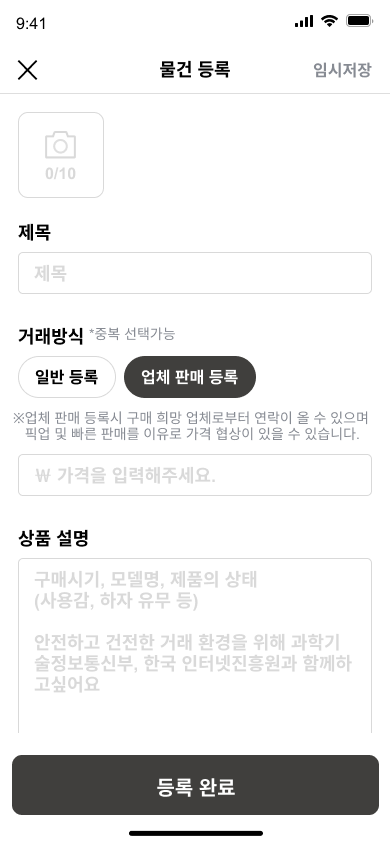 9:41
물건 등록
임시저장
0/10
제목
제목
거래방식 *중복 선택가능
일반 등록
업체 판매 등록
※업체 판매 등록시 구매 희망 업체로부터 연락이 올 수 있으며
픽업 및 빠른 판매를 이유로 가격 협상이 있을 수 있습니다.
₩ 가격을 입력해주세요.
상품 설명
구매시기, 모델명, 제품의 상태
(사용감, 하자 유무 등)
안전하고 건전한 거래 환경을 위해 과학기
술정보통신부, 한국 인터넷진흥원과 함께하
고싶어요
등록 완료